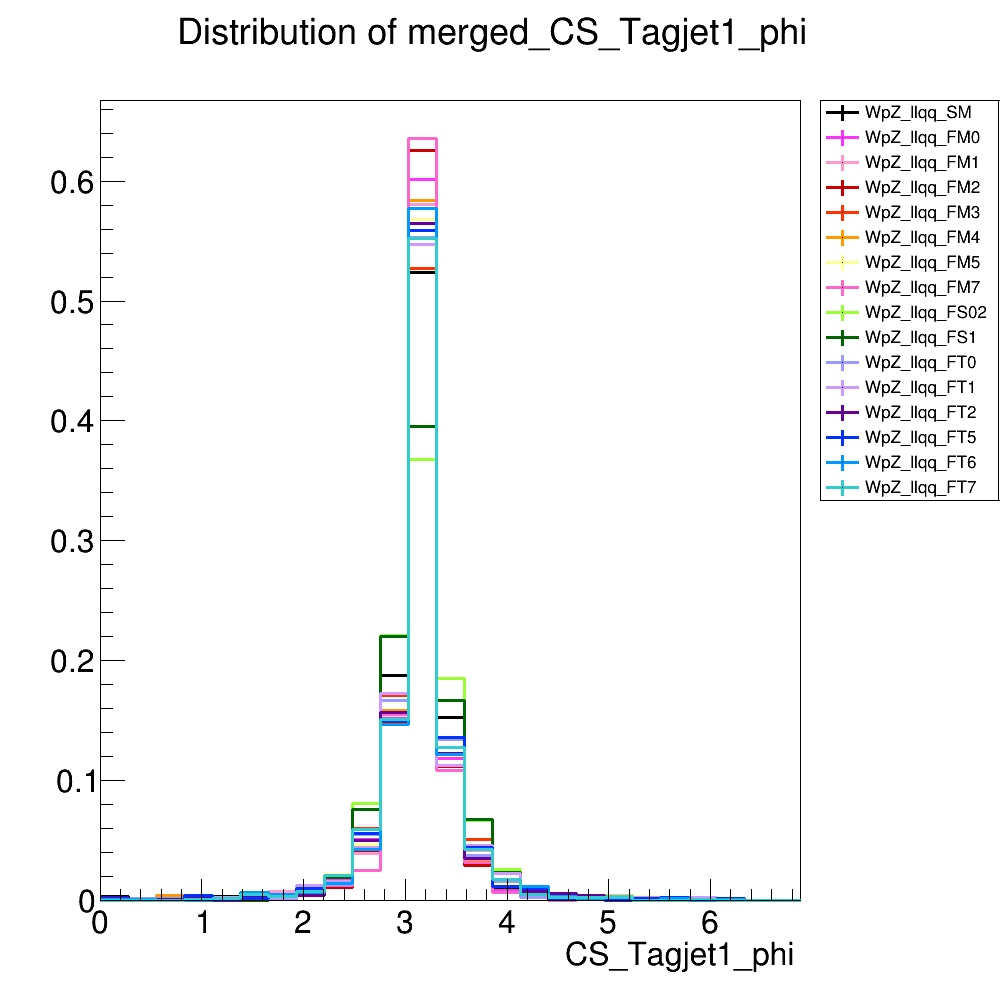 Distribution of merged_CS_Tagjet1_phi
WpZ_llqq_SM
WpZ_llqq_FM0
WpZ_llqq_FM1
WpZ_llqq_FM2
WpZ_llqq_FM3
WpZ_llqq_FM4
WpZ_llqq_FM5
WpZ_llqq_FM7
WpZ_llqq_FS02
WpZ_llqq_FS1
WpZ_llqq_FT0
WpZ_llqq_FT1
WpZ_llqq_FT2
WpZ_llqq_FT5
WpZ_llqq_FT6
WpZ_llqq_FT7
0.6
0.5
0.4
0.3
0.2
0.1
0
0 1 2 3 4 5 6
CS_Tagjet1_phi